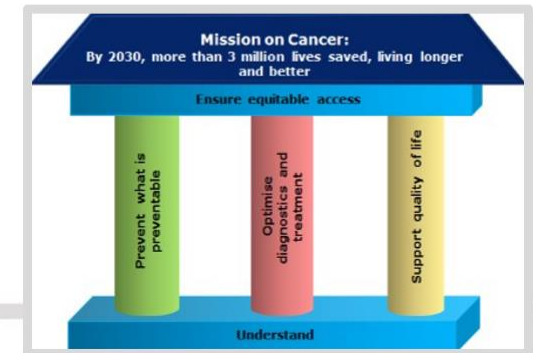 Mission on Cancer:
By 2030, more than 3 million lives saved, living longer
and better
Ensure equitable access
Prevent what is
preventable
Optimise
diagnostics and
treatment
Support quality of life
Understand